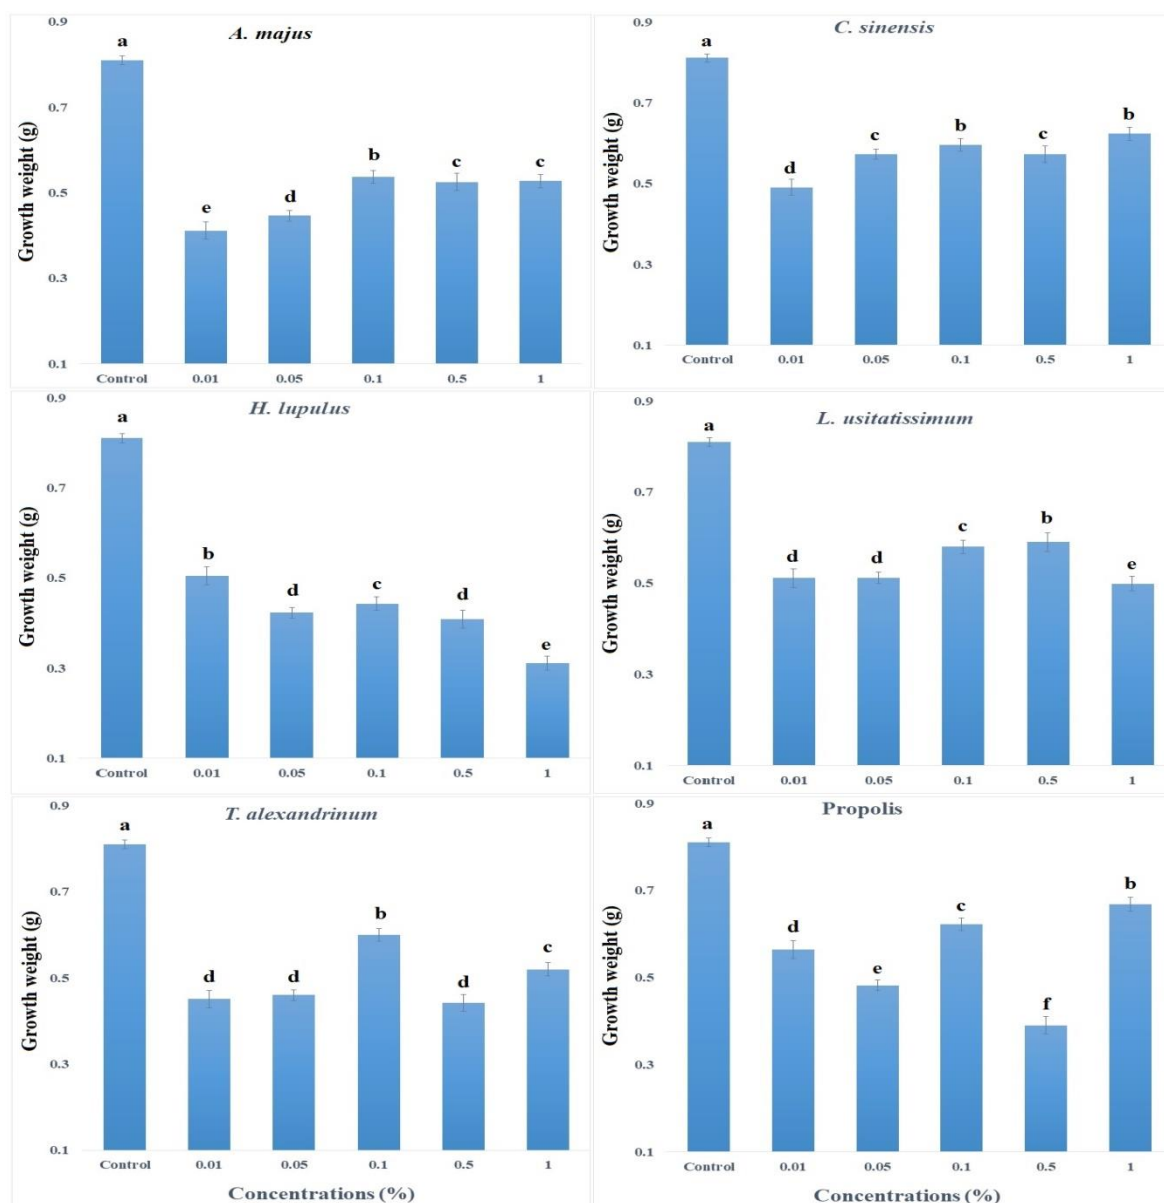 A. majus
Growth weight (g)
0.9
0.7
0.5
0.3
0.1
a
e
d
b
c
c
Control 0.01 0.05 0.1 0.5 1
C. sinensis
Growth weight (g)
0.9
0.7
0.5
0.3
0.1
a
d
c
b
c
b
Control 0.01 0.05 0.1 0.5 1
H. lupulus
Growth weight (g)
0.9
0.7
0.5
0.3
0.1
a
b
d
c
d
e
Control 0.01 0.05 0.1 0.5 1
L. usitatissimum
Growth weight (g)
0.9
0.7
0.5
0.3
0.1
a
d
d
c
b
e
Control 0.01 0.05 0.1 0.5 1
T. alexandrinum
Growth weight (g)
0.9
0.7
0.5
0.3
0.1
a
d
d
b
d
c
Control 0.01 0.05 0.1 0.5 1
Concentrations (%)
Propolis
Growth weight (g)
0.9
0.7
0.5
0.3
0.1
a
d
e
c
f
b
Control 0.01 0.05 0.1 0.5 1
Concentrations (%)